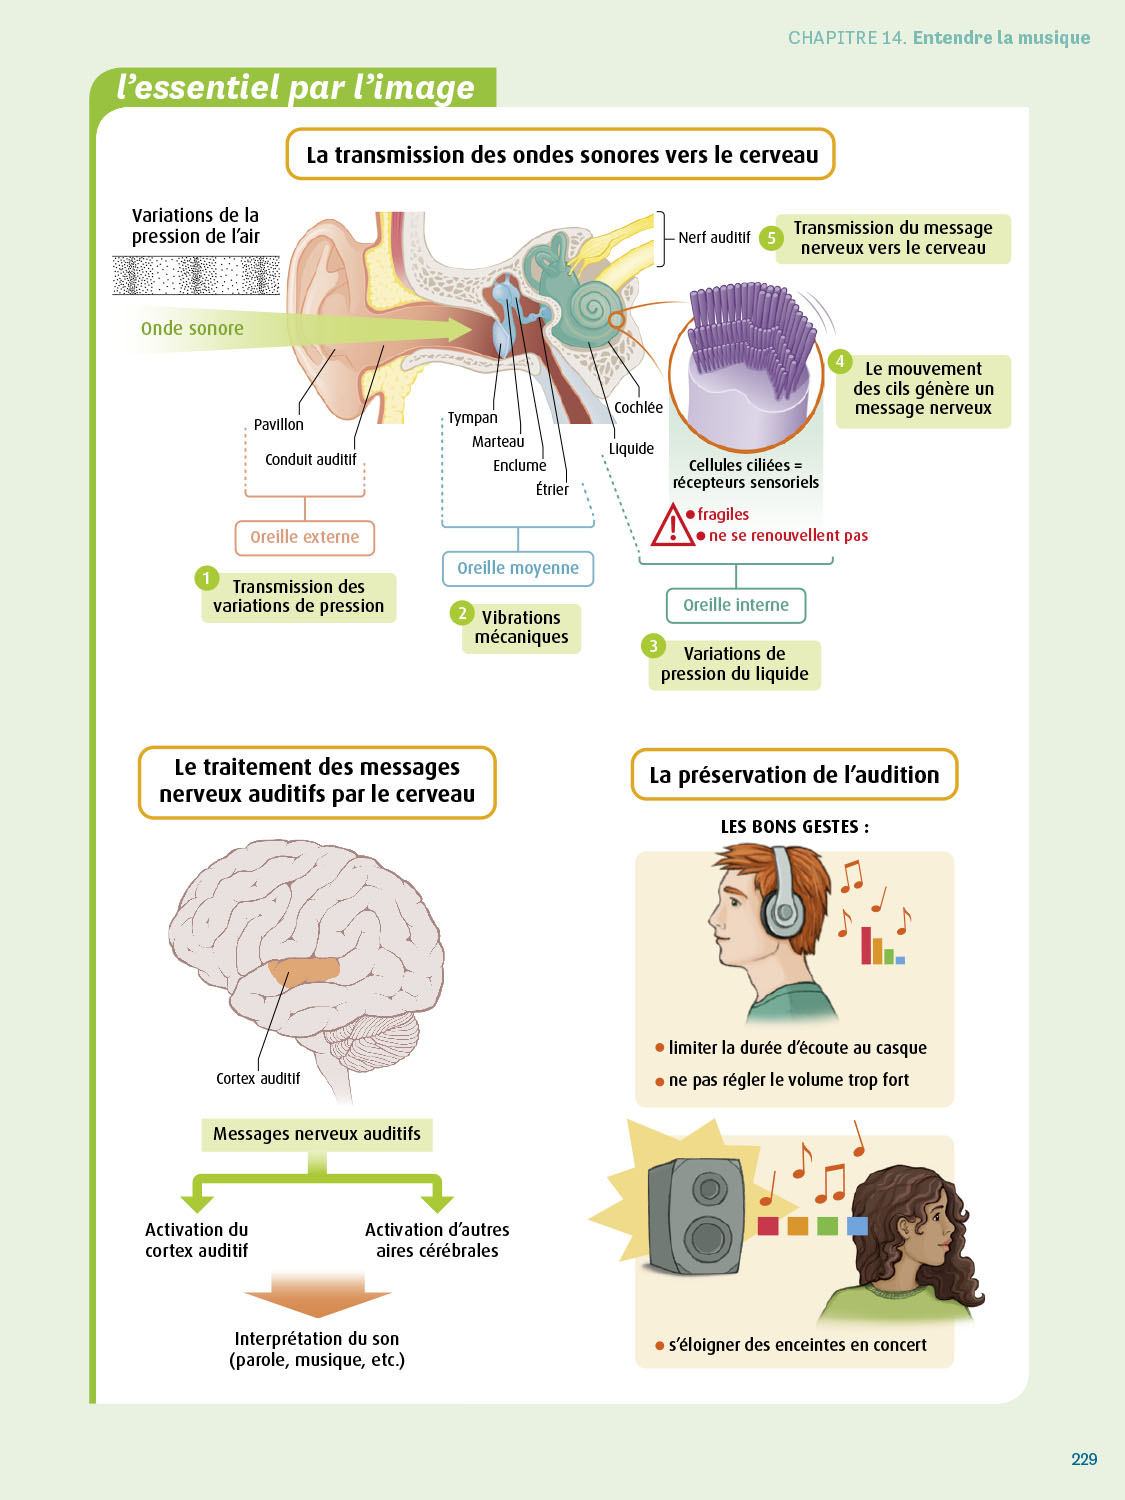 CHAPITRE 14. Entendre la musique
l'essentiel par l'image
La transmission des ondes sonores vers le cerveau
Variations de la
pression de l'air
Onde sonore
Nerf auditif
5
Transmission du message
nerveux vers le cerveau
4
Le mouvement
des cils génère un
message nerveux
Pavillon
Conduit auditif
Tympan
Marteau
Enclume
Étrier
Cochlée
Liquide
Cellules ciliées =
récepteurs sensoriels
! 
fragiles
ne se renouvellent pas
Oreille externe
1
Transmission des
variations de pression
Oreille moyenne
2
Vibrations
mécaniques
Oreille interne
3
Variations de
pression du liquide
Le traitement des messages
nerveux auditifs par le cerveau
Cortex auditif
Messages nerveux auditifs
Activation du
cortex auditif
Activation d'autres
aires cérébrales
Interprétation du son
(parole, musique, etc.)
La préservation de l'audition
LES BONS GESTES :
• limiter la durée d'écoute au casque
• ne pas régler le volume trop fort
• s'éloigner des enceintes en concert
229